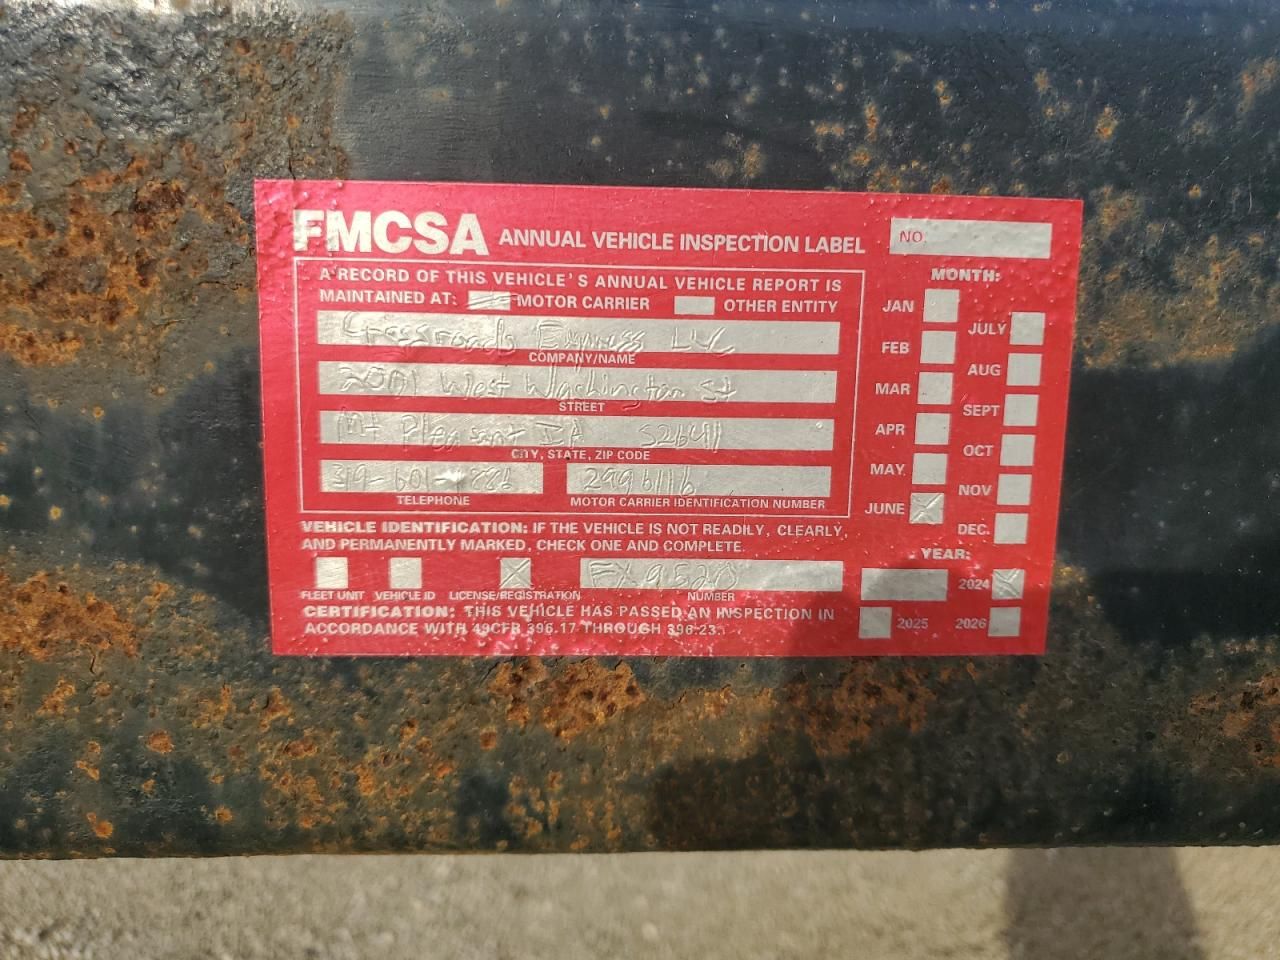 FMCSA ANNUAL VEHICLE INSPECTION LABEL
NO.
A RECORD OF THIS VEHICLE'S ANNUAL VEHICLE REPORT IS
MAINTAINED AT: MOTOR CARRIER OTHER ENTITY
Crossroads Express LLC
COMPANY/NAME
2001 West Washington St
STREET
Mt Pleasant IA 52641
CITY, STATE, ZIP CODE
319-601- 2996116
TELEPHONE MOTOR CARRIER IDENTIFICATION NUMBER
VEHICLE IDENTIFICATION: IF THE VEHICLE IS NOT READILY, CLEARLY,
AND PERMANENTLY MARKED, CHECK ONE AND COMPLETE.
FX9520
FLEET UNIT VEHICLE ID LICENSE/REGISTRATION NUMBER
CERTIFICATION: THIS VEHICLE HAS PASSED AN INSPECTION IN
ACCORDANCE WITH 49CFR 396.17 THROUGH 396.23.
MONTH:
JAN
FEB
MAR
APR
MAY
JUNE
JULY
AUG
SEPT
OCT
NOV
DEC.
YEAR:
2024
2025 2026